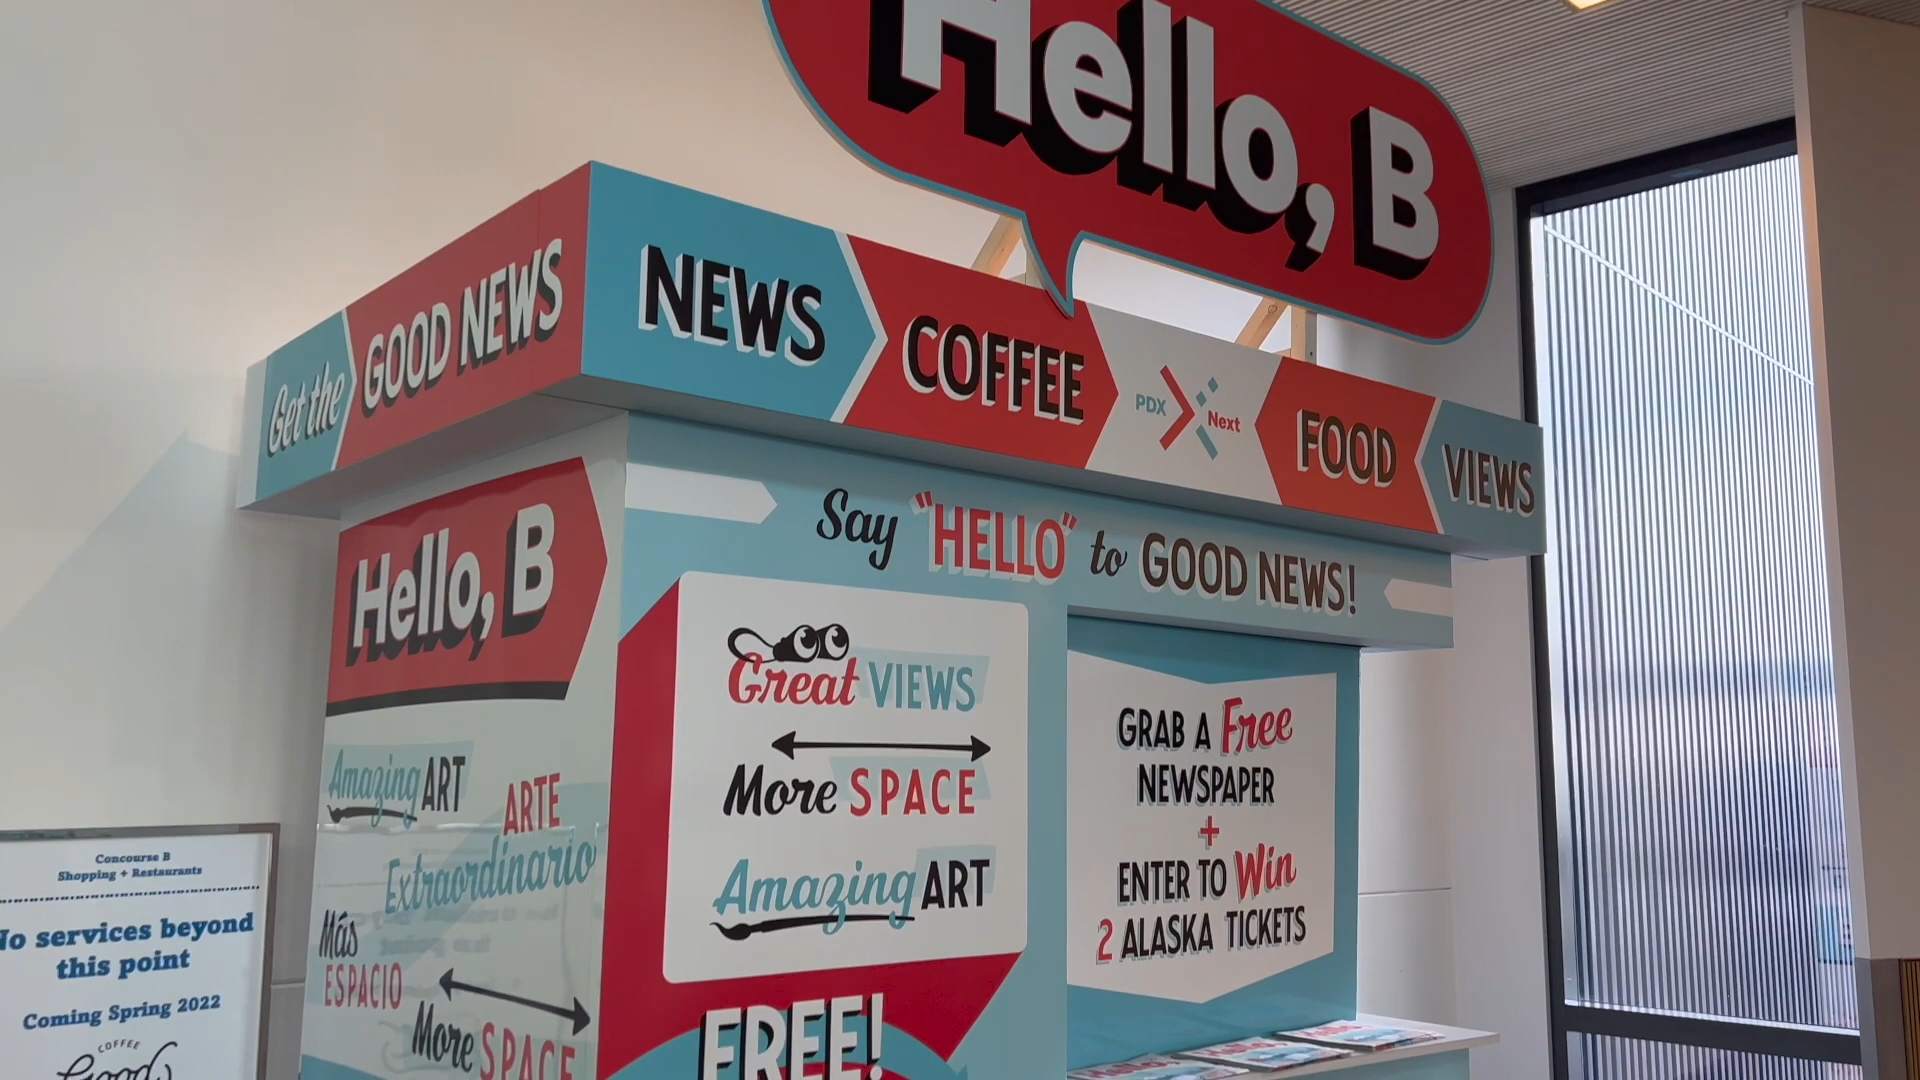 Hello, B
Get the GOOD NEWS
NEWS COFFEE PDX Next FOOD VIEWS
Say "HELLO" to GOOD NEWS!
Hello, B
Amazing ART
ARTE
Extraordinario
Más
ESPACIO
More SPACE
Great VIEWS
More SPACE
Amazing ART
FREE!
GRAB A Free
NEWSPAPER
+
ENTER TO Win
2 ALASKA TICKETS
Concourse B
Shopping + Restaurants
No services beyond
this point
Coming Spring 2022
COFFEE
Good